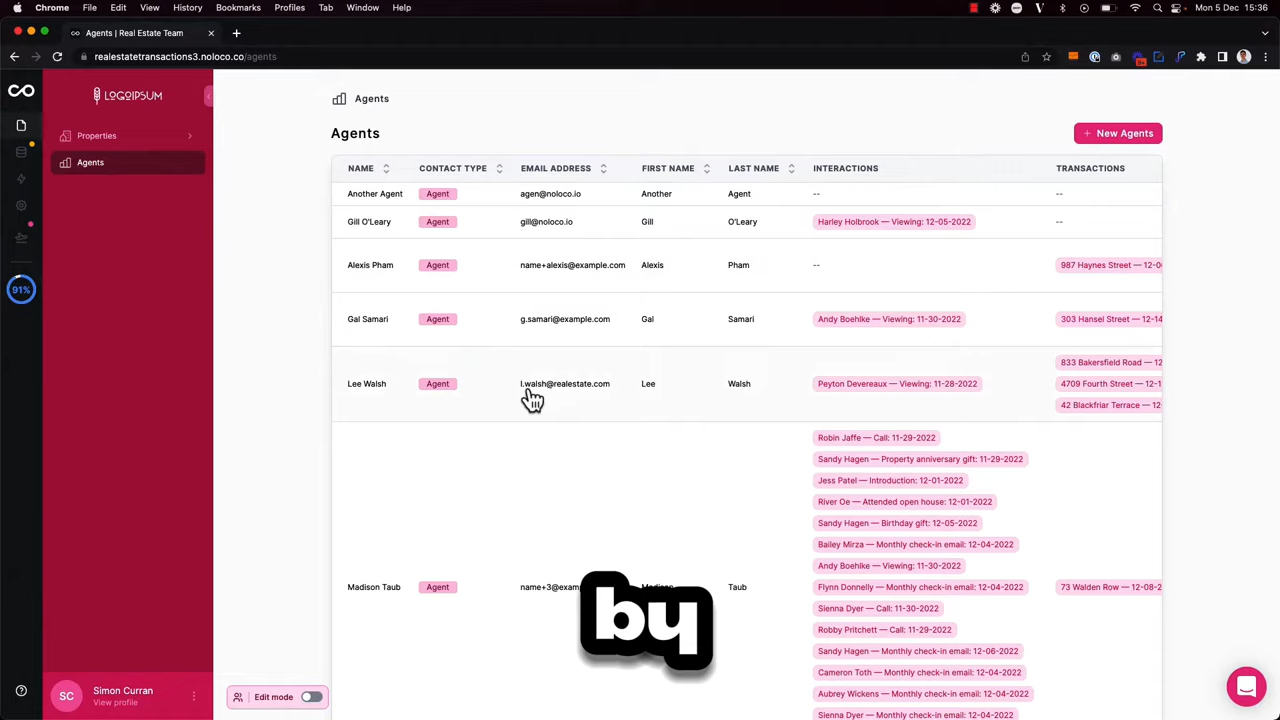 Chrome File Edit View History Bookmarks Profiles Tab Window Help Mon 5 Dec 15:36
Agents | Real Estate Team
realestatetransactions3.noloco.co/agents
LOGOIPSUM
Properties
Agents
91%
SC Simon Curran
View profile
Edit mode
Agents
Agents
+ New Agents
NAME CONTACT TYPE EMAIL ADDRESS FIRST NAME LAST NAME INTERACTIONS TRANSACTIONS
Another Agent Agent agen@noloco.io Another Agent -- --
Gill O'Leary Agent gill@noloco.io Gill O'Leary Harley Holbrook — Viewing: 12-05-2022 --
Alexis Pham Agent name+alexis@example.com Alexis Pham -- 987 Haynes Street — 12-0
Gal Samari Agent g.samari@example.com Gal Samari Andy Boehlke — Viewing: 11-30-2022 303 Hansel Street — 12-14
833 Bakersfield Road — 12
Lee Walsh Agent l.walsh@realestate.com Lee Walsh Peyton Devereaux — Viewing: 11-28-2022 4709 Fourth Street — 12-1
42 Blackfriar Terrace — 12
Robin Jaffe — Call: 11-29-2022
Sandy Hagen — Property anniversary gift: 11-29-2022
Jess Patel — Introduction: 12-01-2022
River Oe — Attended open house: 12-01-2022
Sandy Hagen — Birthday gift: 12-05-2022
Bailey Mirza — Monthly check-in email: 12-04-2022
Andy Boehlke — Viewing: 11-30-2022
Madison Taub Agent name+3@exam Taub Flynn Donnelly — Monthly check-in email: 12-04-2022 73 Walden Row — 12-08-2
Sienna Dyer — Call: 11-30-2022
by
Robby Pritchett — Call: 11-29-2022
Sandy Hagen — Monthly check-in email: 12-06-2022
Cameron Toth — Monthly check-in email: 12-04-2022
Aubrey Wickens — Monthly check-in email: 12-04-2022
Sienna Dyer — Monthly check-in email: 12-04-2022